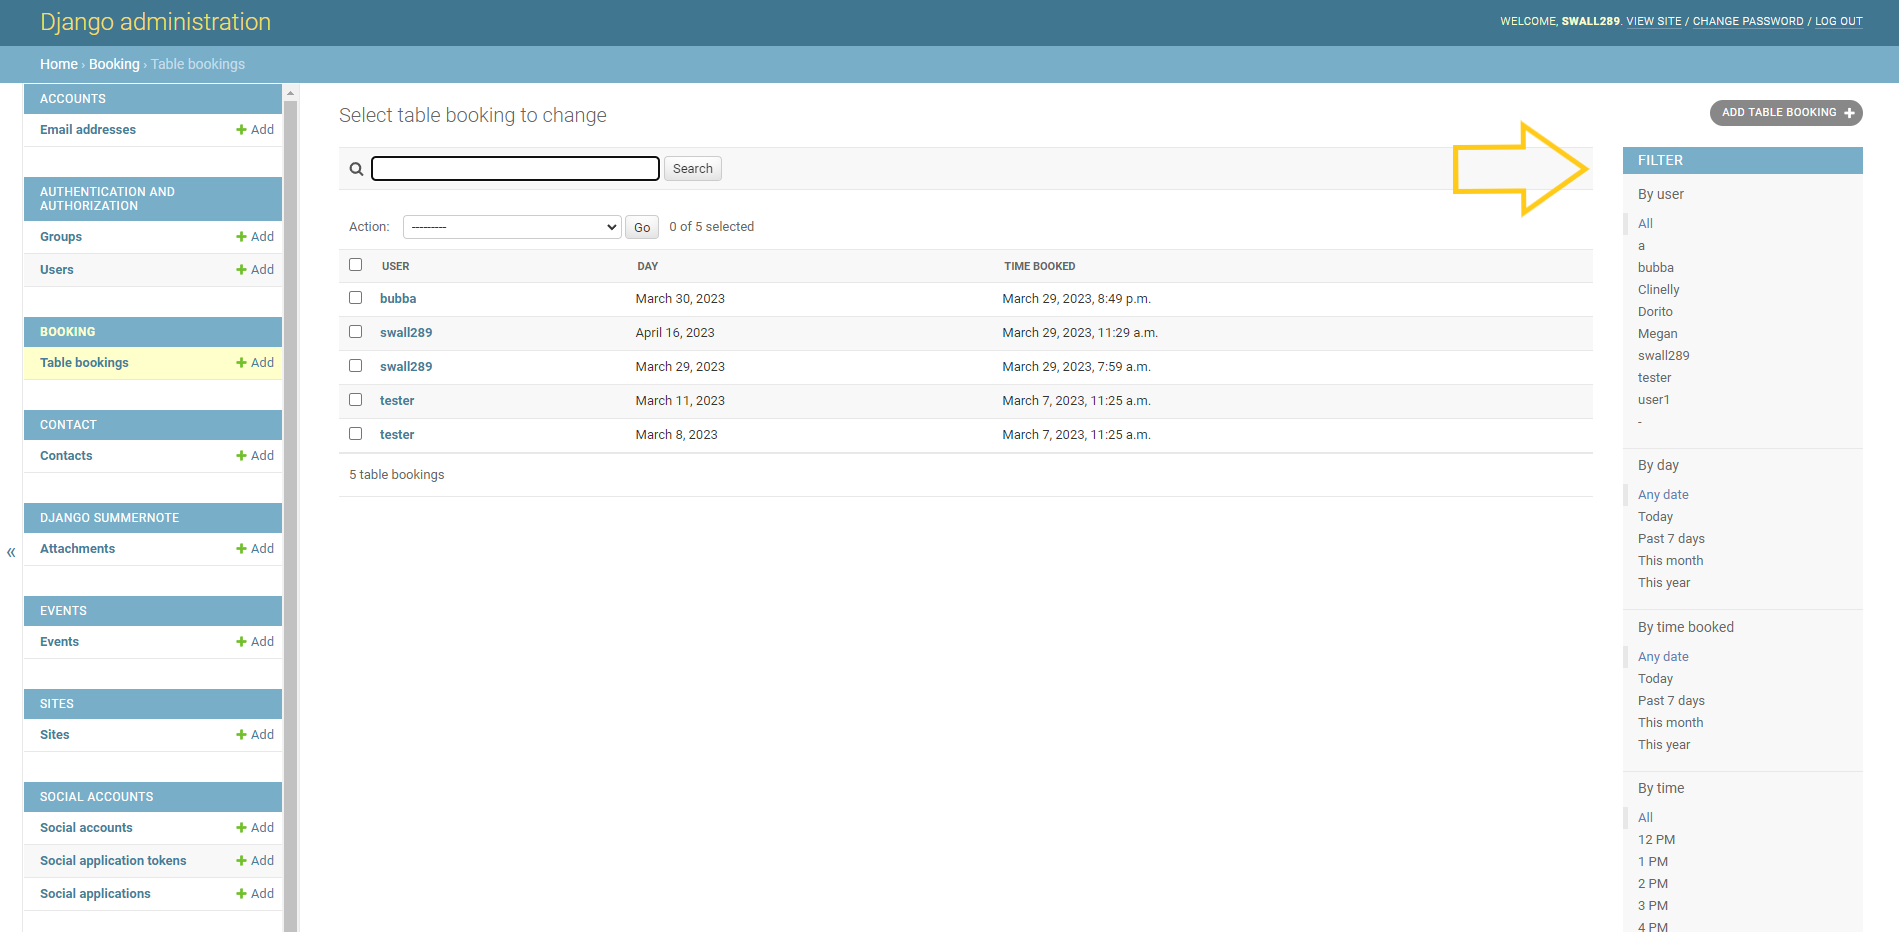 Django administration
WELCOME, SWALL289. VIEW SITE / CHANGE PASSWORD / LOG OUT
Home › Booking › Table bookings
ACCOUNTS
Email addresses + Add
AUTHENTICATION AND
AUTHORIZATION
Groups + Add
Users + Add
BOOKING
Table bookings + Add
CONTACT
Contacts + Add
DJANGO SUMMERNOTE
Attachments + Add
EVENTS
Events + Add
SITES
Sites + Add
SOCIAL ACCOUNTS
Social accounts + Add
Social application tokens + Add
Social applications + Add
«
Select table booking to change
ADD TABLE BOOKING +
Search
Action: --------- Go 0 of 5 selected
USER DAY TIME BOOKED
bubba March 30, 2023 March 29, 2023, 8:49 p.m.
swall289 April 16, 2023 March 29, 2023, 11:29 a.m.
swall289 March 29, 2023 March 29, 2023, 7:59 a.m.
tester March 11, 2023 March 7, 2023, 11:25 a.m.
tester March 8, 2023 March 7, 2023, 11:25 a.m.
5 table bookings
FILTER
By user
All
a
bubba
Clinelly
Dorito
Megan
swall289
tester
user1
-
By day
Any date
Today
Past 7 days
This month
This year
By time booked
Any date
Today
Past 7 days
This month
This year
By time
All
12 PM
1 PM
2 PM
3 PM
4 PM